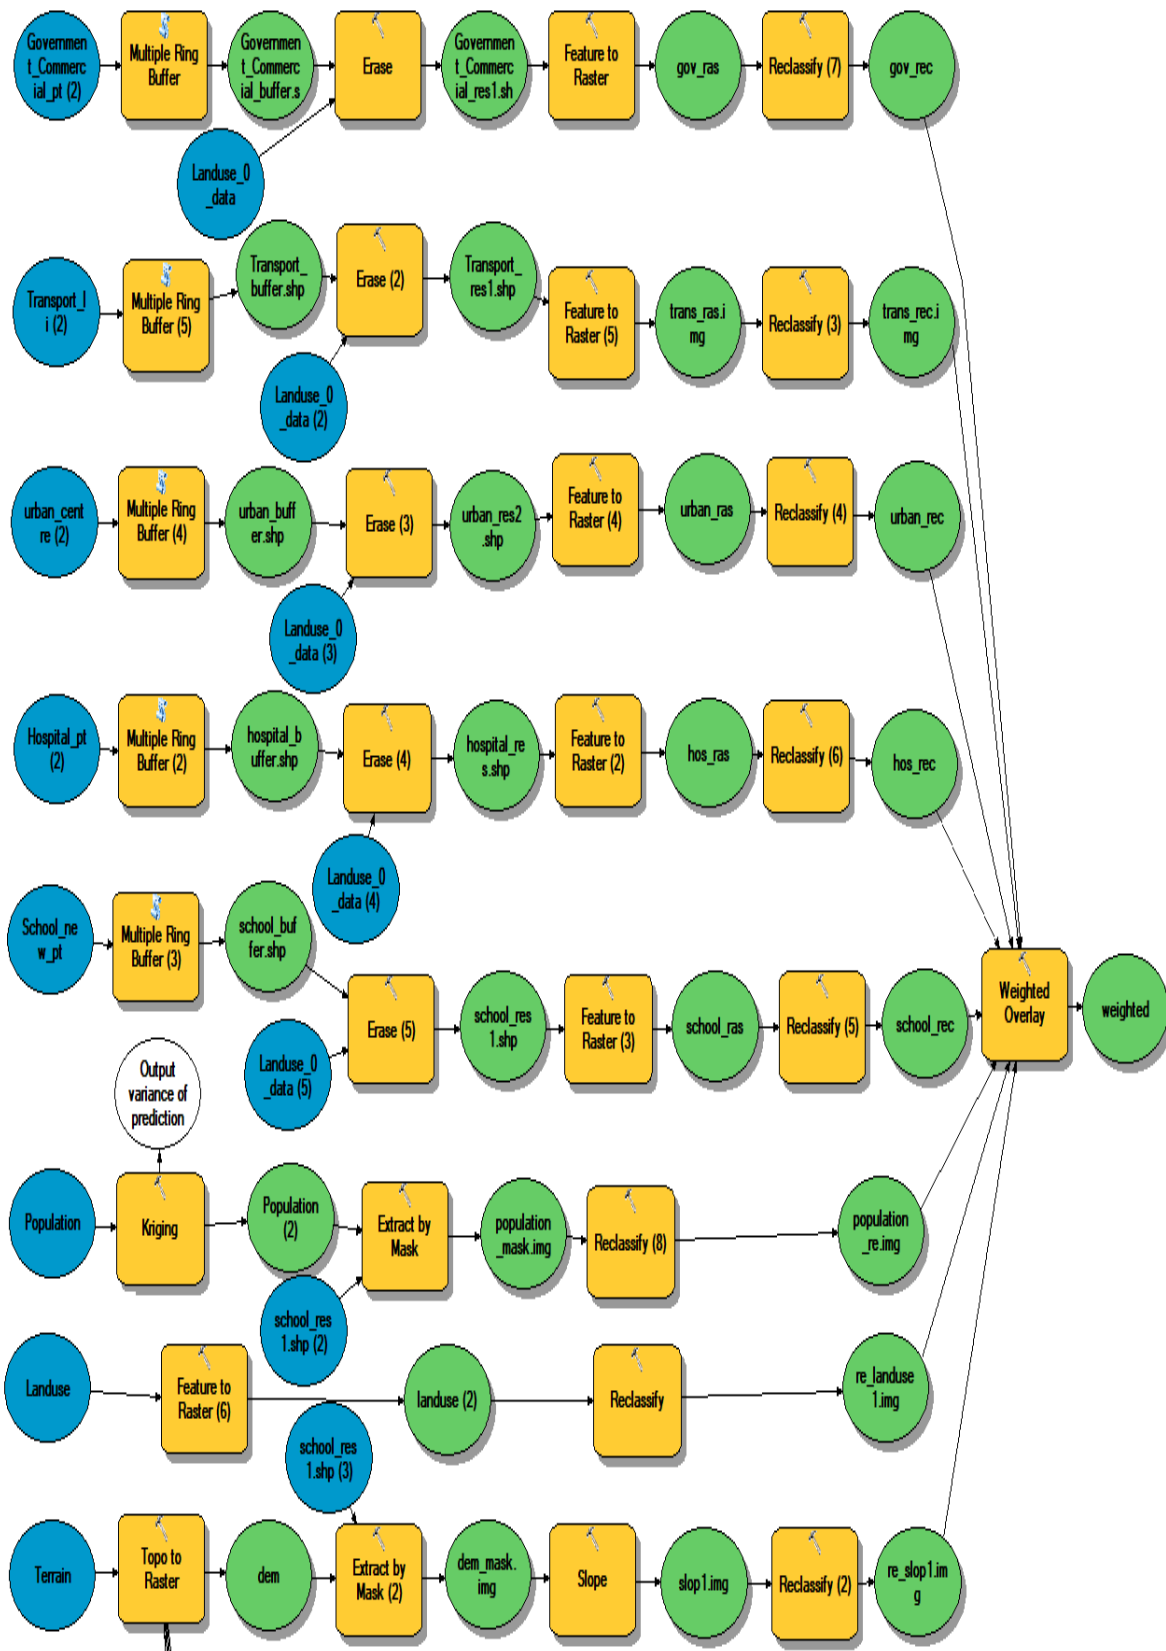 Governmen
t_Commerc
ial_pt (2)
Multiple Ring
Buffer
Governmen
t_Commerc
ial_buffer.s
Erase
Governmen
t_Commerc
ial_res1.sh
Feature to
Raster
gov_ras
Reclassify (7)
gov_rec
Landuse_0
_data
Transport_l
i (2)
Multiple Ring
Buffer (5)
Transport_
buffer.shp
Erase (2)
Transport_
res1.shp
Feature to
Raster (5)
trans_ras.i
mg
Reclassify (3)
trans_rec.i
mg
Landuse_0
_data (2)
urban_cent
re (2)
Multiple Ring
Buffer (4)
urban_buff
er.shp
Erase (3)
urban_res2
.shp
Feature to
Raster (4)
urban_ras
Reclassify (4)
urban_rec
Landuse_0
_data (3)
Hospital_pt
(2)
Multiple Ring
Buffer (2)
hospital_b
uffer.shp
Erase (4)
hospital_re
s.shp
Feature to
Raster (2)
hos_ras
Reclassify (6)
hos_rec
Landuse_0
_data (4)
School_ne
w_pt
Multiple Ring
Buffer (3)
school_buf
fer.shp
Erase (5)
school_res
1.shp
Feature to
Raster (3)
school_ras
Reclassify (5)
school_rec
Weighted
Overlay
weighted
Landuse_0
_data (5)
Output
variance of
prediction
Population
Kriging
Population
(2)
Extract by
Mask
population
_mask.img
Reclassify (8)
population
_re.img
school_res
1.shp (2)
Landuse
Feature to
Raster (6)
landuse (2)
Reclassify
re_landuse
1.img
school_res
1.shp (3)
Terrain
Topo to
Raster
dem
Extract by
Mask (2)
dem_mask.
img
Slope
slop1.img
Reclassify (2)
re_slop1.im
g